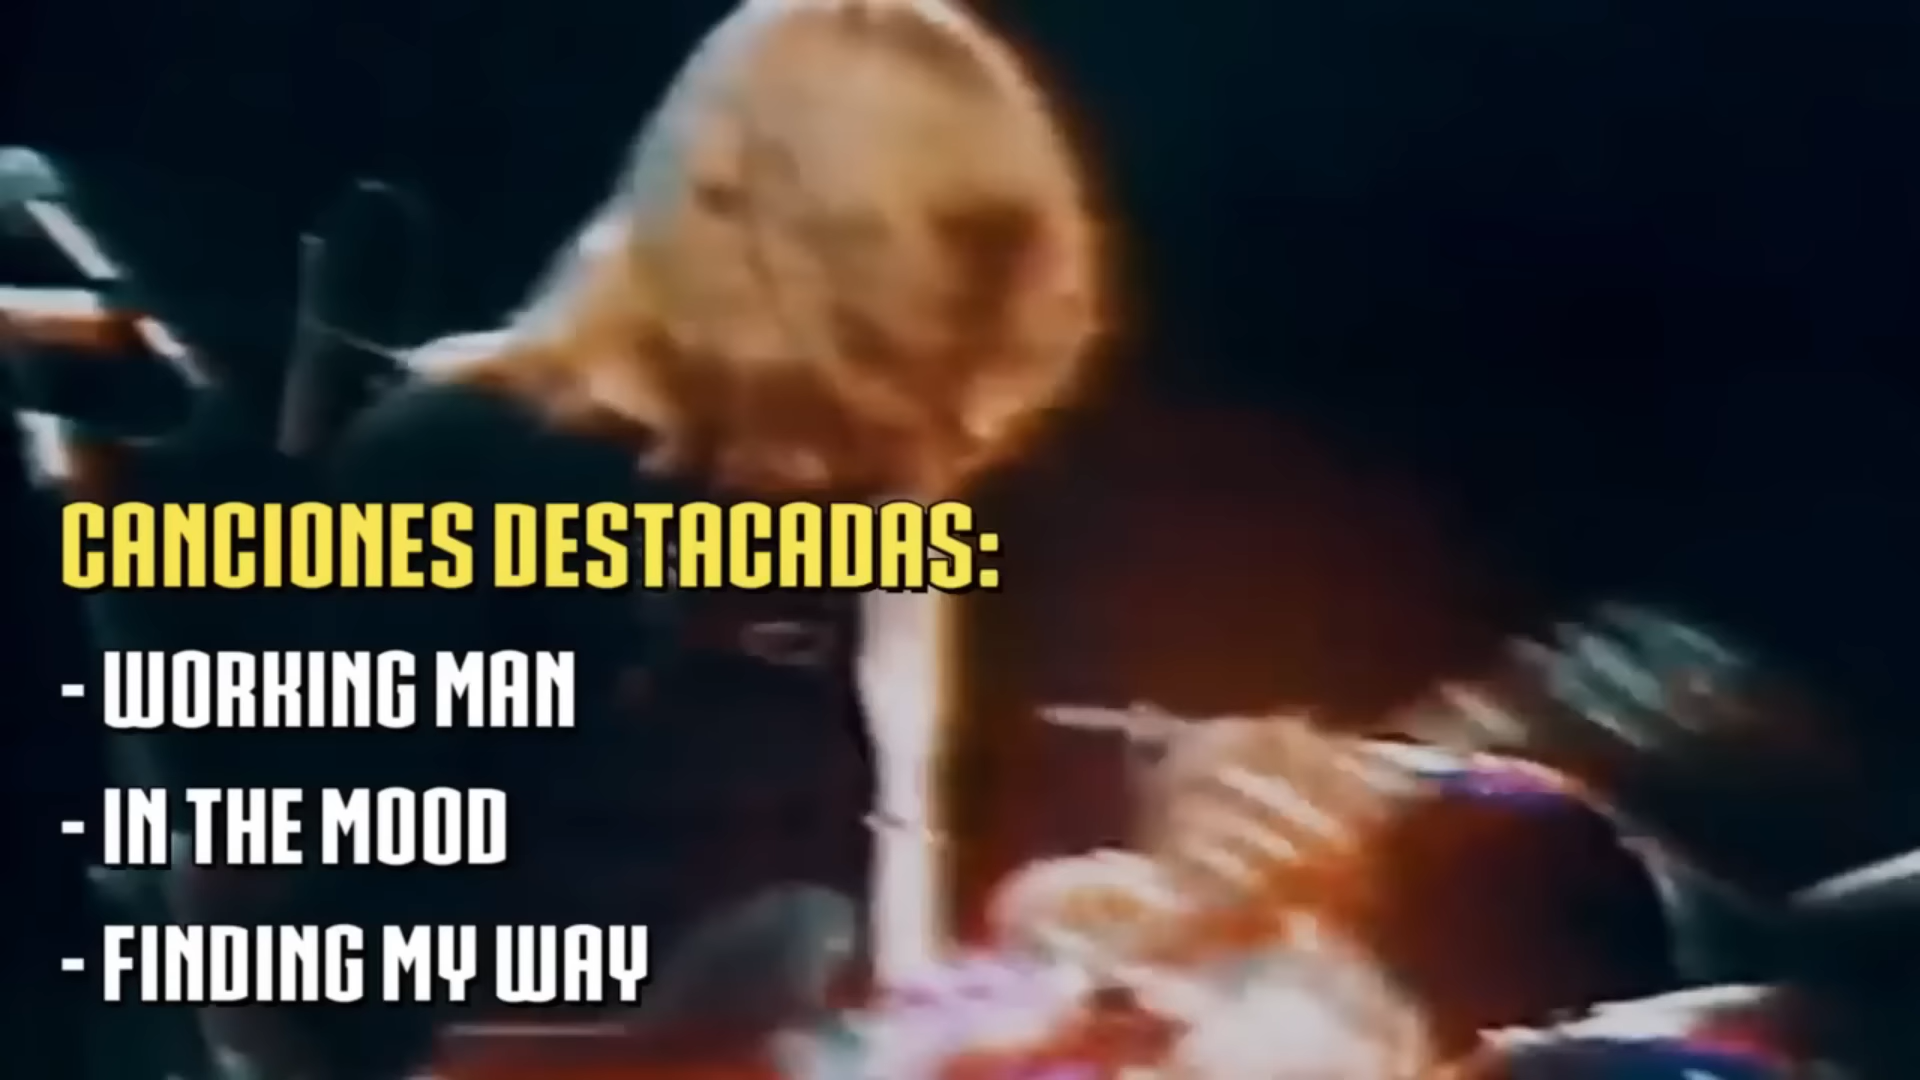 CANCIONES DESTACADAS:
- WORKING MAN
- IN THE MOOD
- FINDING MY WAY